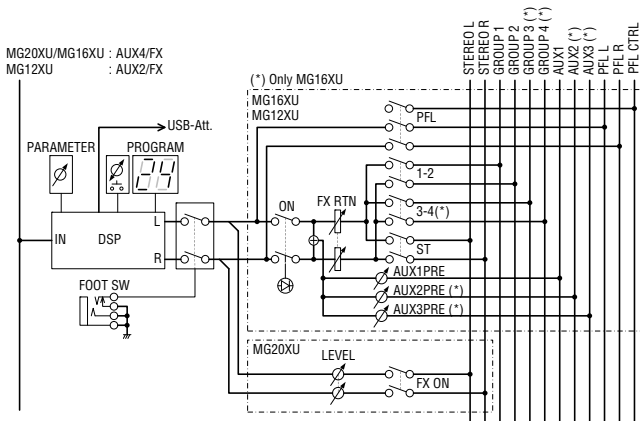 MG20XU/MG16XU : AUX4/FX
MG12XU : AUX2/FX
STEREO L
STEREO R
GROUP 1
GROUP 2
GROUP 3 (*)
GROUP 4 (*)
AUX1
AUX2 (*)
AUX3 (*)
PFL L
PFL R
PFL CTRL
(*) Only MG16XU
MG16XU
MG12XU
PFL
USB-Att.
PARAMETER
PROGRAM
24
1-2
ON
FX RTN
3-4(*)
L
IN
DSP
R
ST
FOOT SW
AUX1PRE
AUX2PRE (*)
AUX3PRE (*)
MG20XU
LEVEL
FX ON